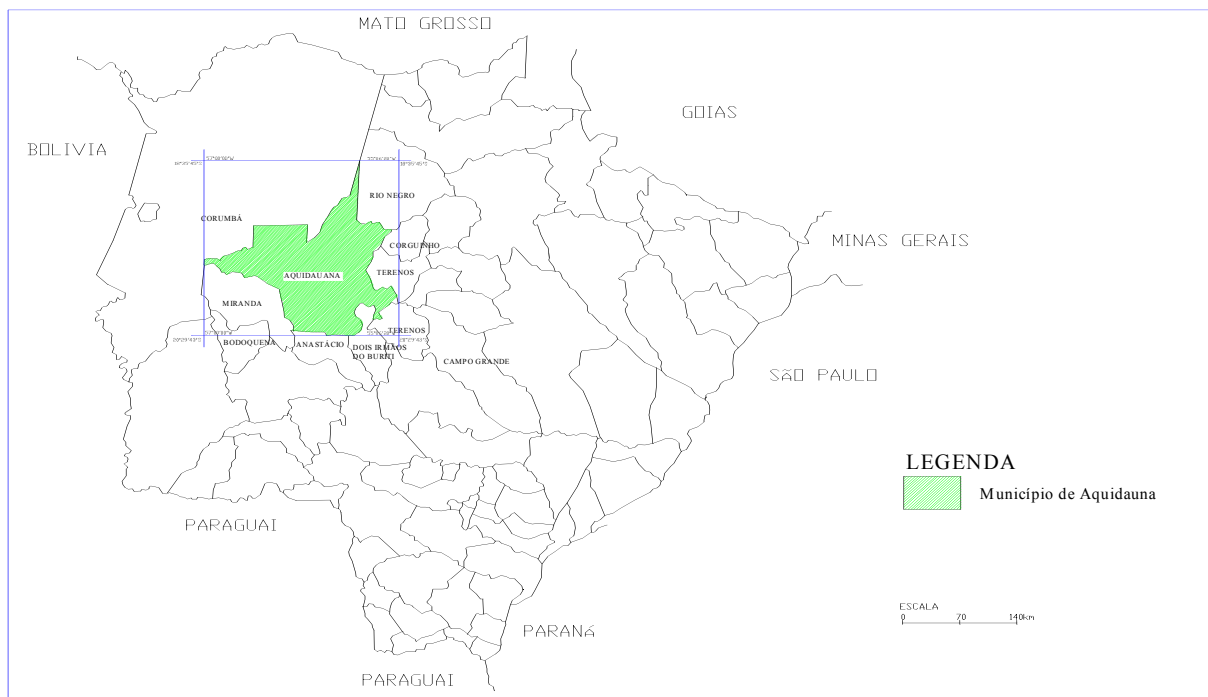 MATO GROSSO
GOIAS
BOLIVIA
RIO NEGRO
CORUMBÁ
MINAS GERAIS
CORGUINHO
AQUIDAUANA
TERENOS
MIRANDA
TERENOS
BODOQUENA
ANASTÁCIO
DOIS IRMÃOS
DO BURITI
CAMPO GRANDE
SÃO PAULO
LEGENDA
Município de Aquidauna
PARAGUAI
ESCALA
0 70 140km
PARANÁ
PARAGUAI